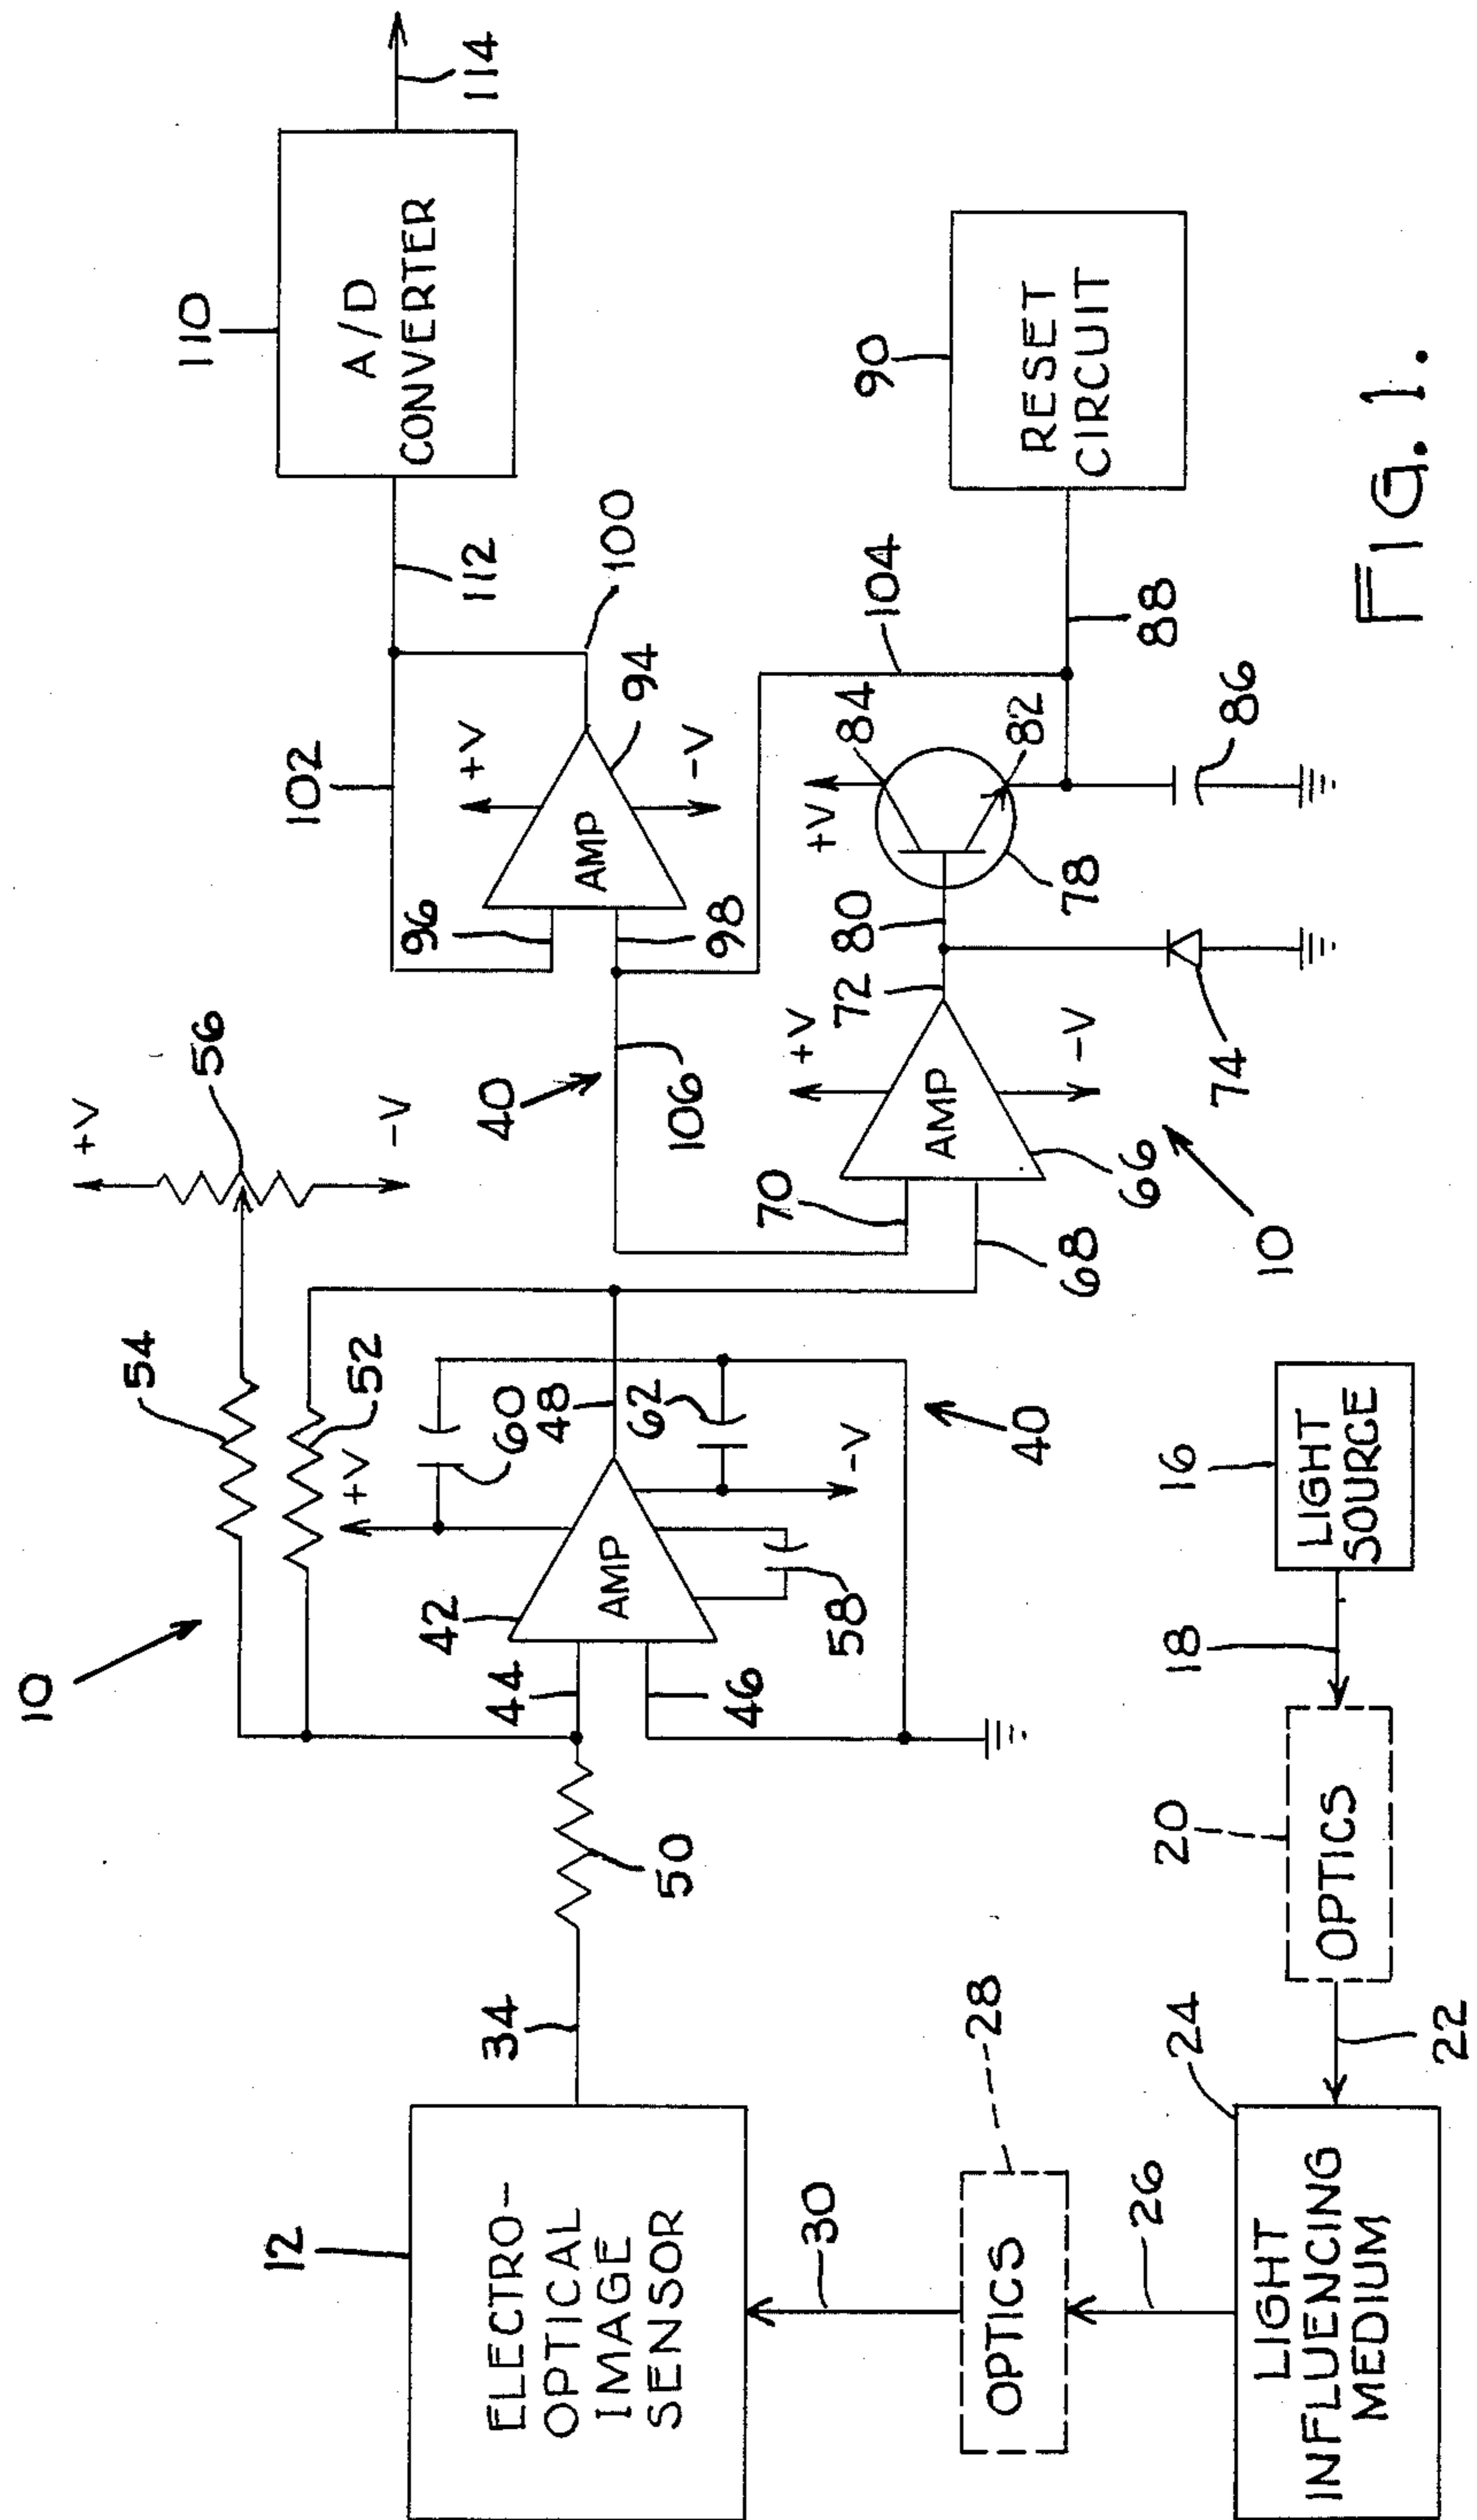 10
54
52
+V
56
+V
-V
42
44
46
AMP
60
48
62
-V
58
40
12
ELECTRO-
OPTICAL
IMAGE
SENSOR
34
50
40
106
102
96
98
+V
AMP
-V
94
100
112
110
A/D
CONVERTER
114
70
68
+V
AMP
-V
66
10
72
80
74
+V
84
82
78
86
104
88
90
RESET
CIRCUIT
30
28
OPTICS
26
24
LIGHT
INFLUENCING
MEDIUM
22
20
OPTICS
18
16
LIGHT
SOURCE
FIG. 1.